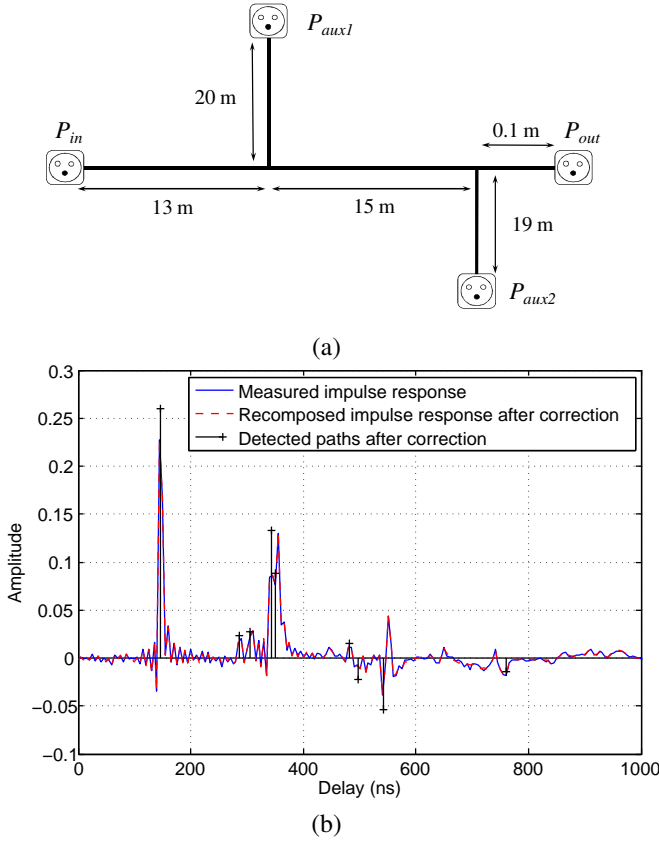 P_aux1
20 m
P_in
0.1 m
P_out
13 m
15 m
19 m
P_aux2
(a)
0.3
0.25
0.2
0.15
0.1
0.05
0
−0.05
−0.1
Amplitude
Measured impulse response
Recomposed impulse response after correction
Detected paths after correction
0
200
400
600
800
1000
Delay (ns)
(b)